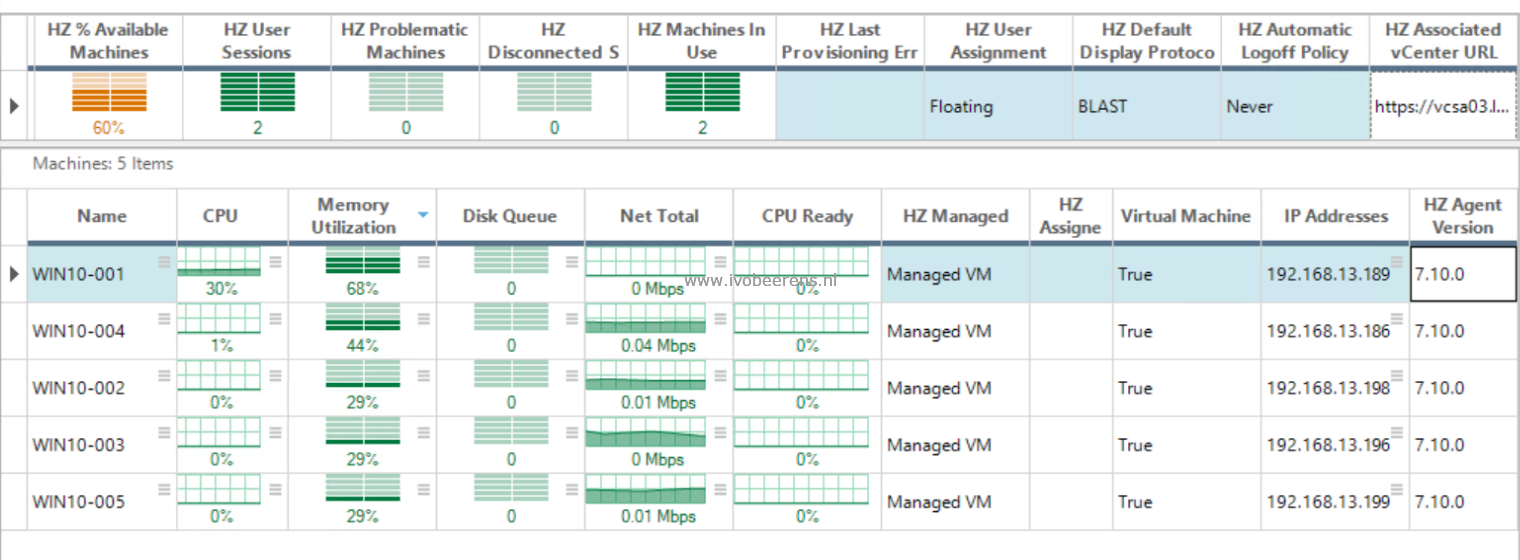 HZ % Available Machines HZ User Sessions HZ Problematic Machines HZ Disconnected S HZ Machines In Use HZ Last Provisioning Err HZ User Assignment HZ Default Display Protoco HZ Automatic Logoff Policy HZ Associated vCenter URL
60% 2 0 0 2 Floating BLAST Never https://vcsa03.l...
Machines: 5 Items
Name CPU Memory Utilization Disk Queue Net Total CPU Ready HZ Managed HZ Assigne Virtual Machine IP Addresses HZ Agent Version
WIN10-001 30% 68% 0 0 Mbps 0% Managed VM True 192.168.13.189 7.10.0
www.ivobeerens.nl
WIN10-004 1% 44% 0 0.04 Mbps 0% Managed VM True 192.168.13.186 7.10.0
WIN10-002 0% 29% 0 0.01 Mbps 0% Managed VM True 192.168.13.198 7.10.0
WIN10-003 0% 29% 0 0 Mbps 0% Managed VM True 192.168.13.196 7.10.0
WIN10-005 0% 29% 0 0.01 Mbps 0% Managed VM True 192.168.13.199 7.10.0